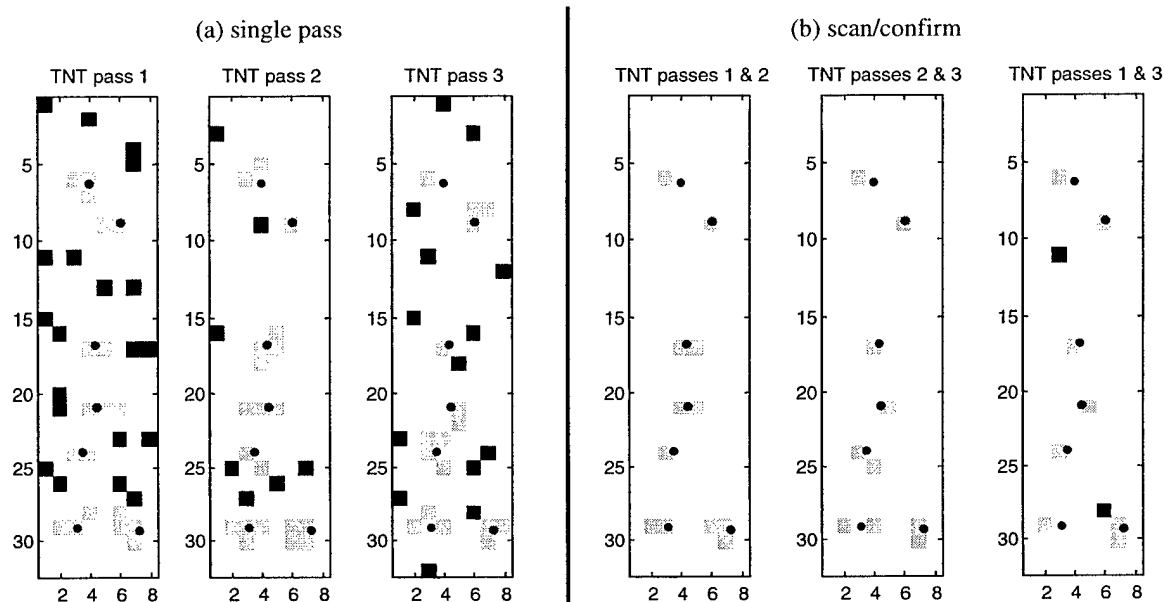 (a) single pass
(b) scan/confirm
TNT pass 1
TNT pass 2
TNT pass 3
TNT passes 1 & 2
TNT passes 2 & 3
TNT passes 1 & 3
5 5 5 5 5 5
10 10 10 10 10 10
15 15 15 15 15 15
20 20 20 20 20 20
25 25 25 25 25 25
30 30 30 30 30 30
2 4 6 8 2 4 6 8 2 4 6 8 2 4 6 8 2 4 6 8 2 4 6 8